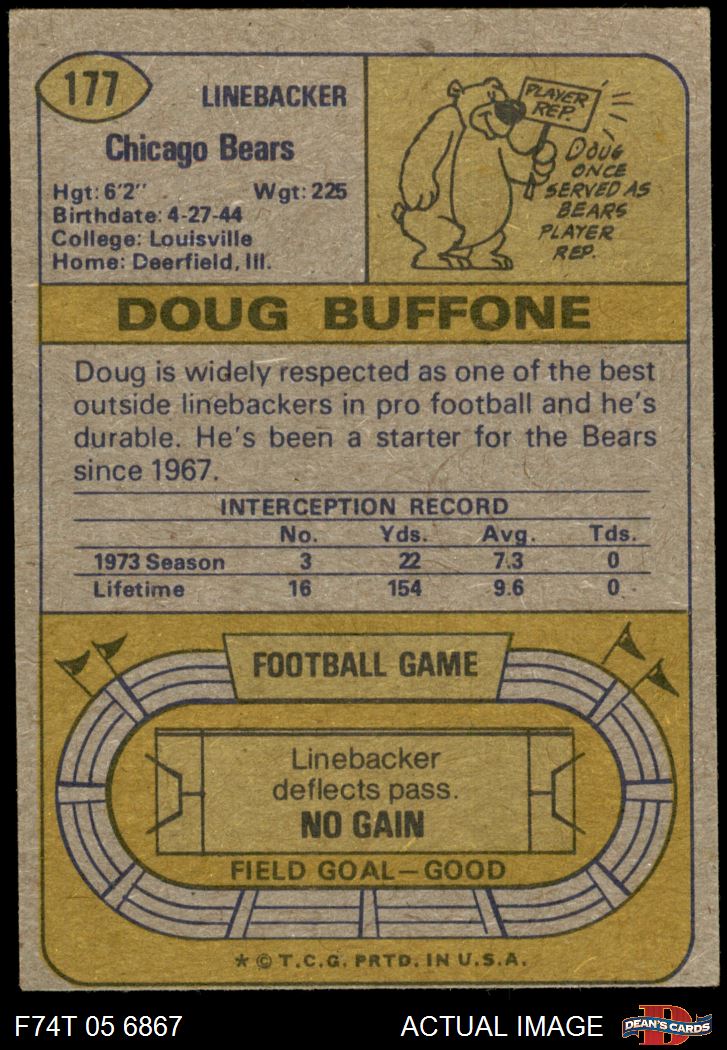 177
LINEBACKER
Chicago Bears
Hgt: 6'2" Wgt: 225
Birthdate: 4-27-44
College: Louisville
Home: Deerfield, Ill.
PLAYER
REP.
DOUG
ONCE
SERVED AS
BEARS
PLAYER
REP.
DOUG BUFFONE
Doug is widely respected as one of the best
outside linebackers in pro football and he's
durable. He's been a starter for the Bears
since 1967.
INTERCEPTION RECORD
No. Yds. Avg. Tds.
1973 Season 3 22 7.3 0
Lifetime 16 154 9.6 0
FOOTBALL GAME
Linebacker
deflects pass.
NO GAIN
FIELD GOAL—GOOD
* © T.C.G. PRTD. IN U.S.A.
F74T 05 6867 ACTUAL IMAGE
D
DEAN'S CARDS